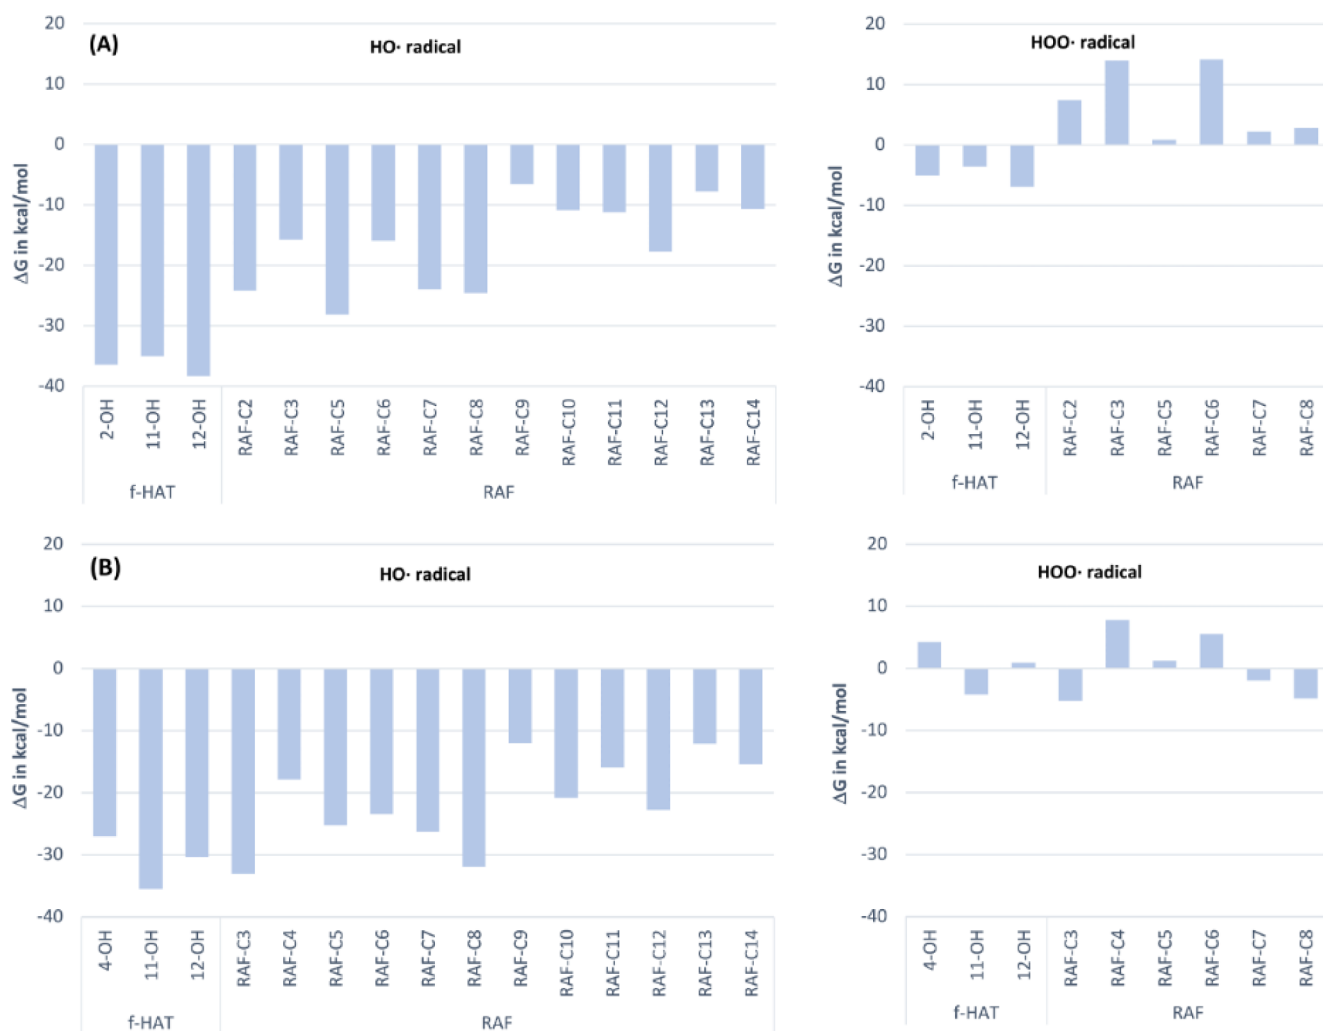 (A)
HO· radical
20
10
0
-10
-20
-30
-40
ΔG in kcal/mol
2-OH
11-OH
12-OH
RAF-C2
RAF-C3
RAF-C5
RAF-C6
RAF-C7
RAF-C8
RAF-C9
RAF-C10
RAF-C11
RAF-C12
RAF-C13
RAF-C14
f-HAT
RAF
HOO· radical
20
10
0
-10
-20
-30
-40
ΔG in kcal/mol
2-OH
11-OH
12-OH
RAF-C2
RAF-C3
RAF-C5
RAF-C6
RAF-C7
RAF-C8
f-HAT
RAF
(B)
HO· radical
20
10
0
-10
-20
-30
-40
ΔG in kcal/mol
4-OH
11-OH
12-OH
RAF-C3
RAF-C4
RAF-C5
RAF-C6
RAF-C7
RAF-C8
RAF-C9
RAF-C10
RAF-C11
RAF-C12
RAF-C13
RAF-C14
f-HAT
RAF
HOO· radical
20
10
0
-10
-20
-30
-40
ΔG in kcal/mol
4-OH
11-OH
12-OH
RAF-C3
RAF-C4
RAF-C5
RAF-C6
RAF-C7
RAF-C8
f-HAT
RAF